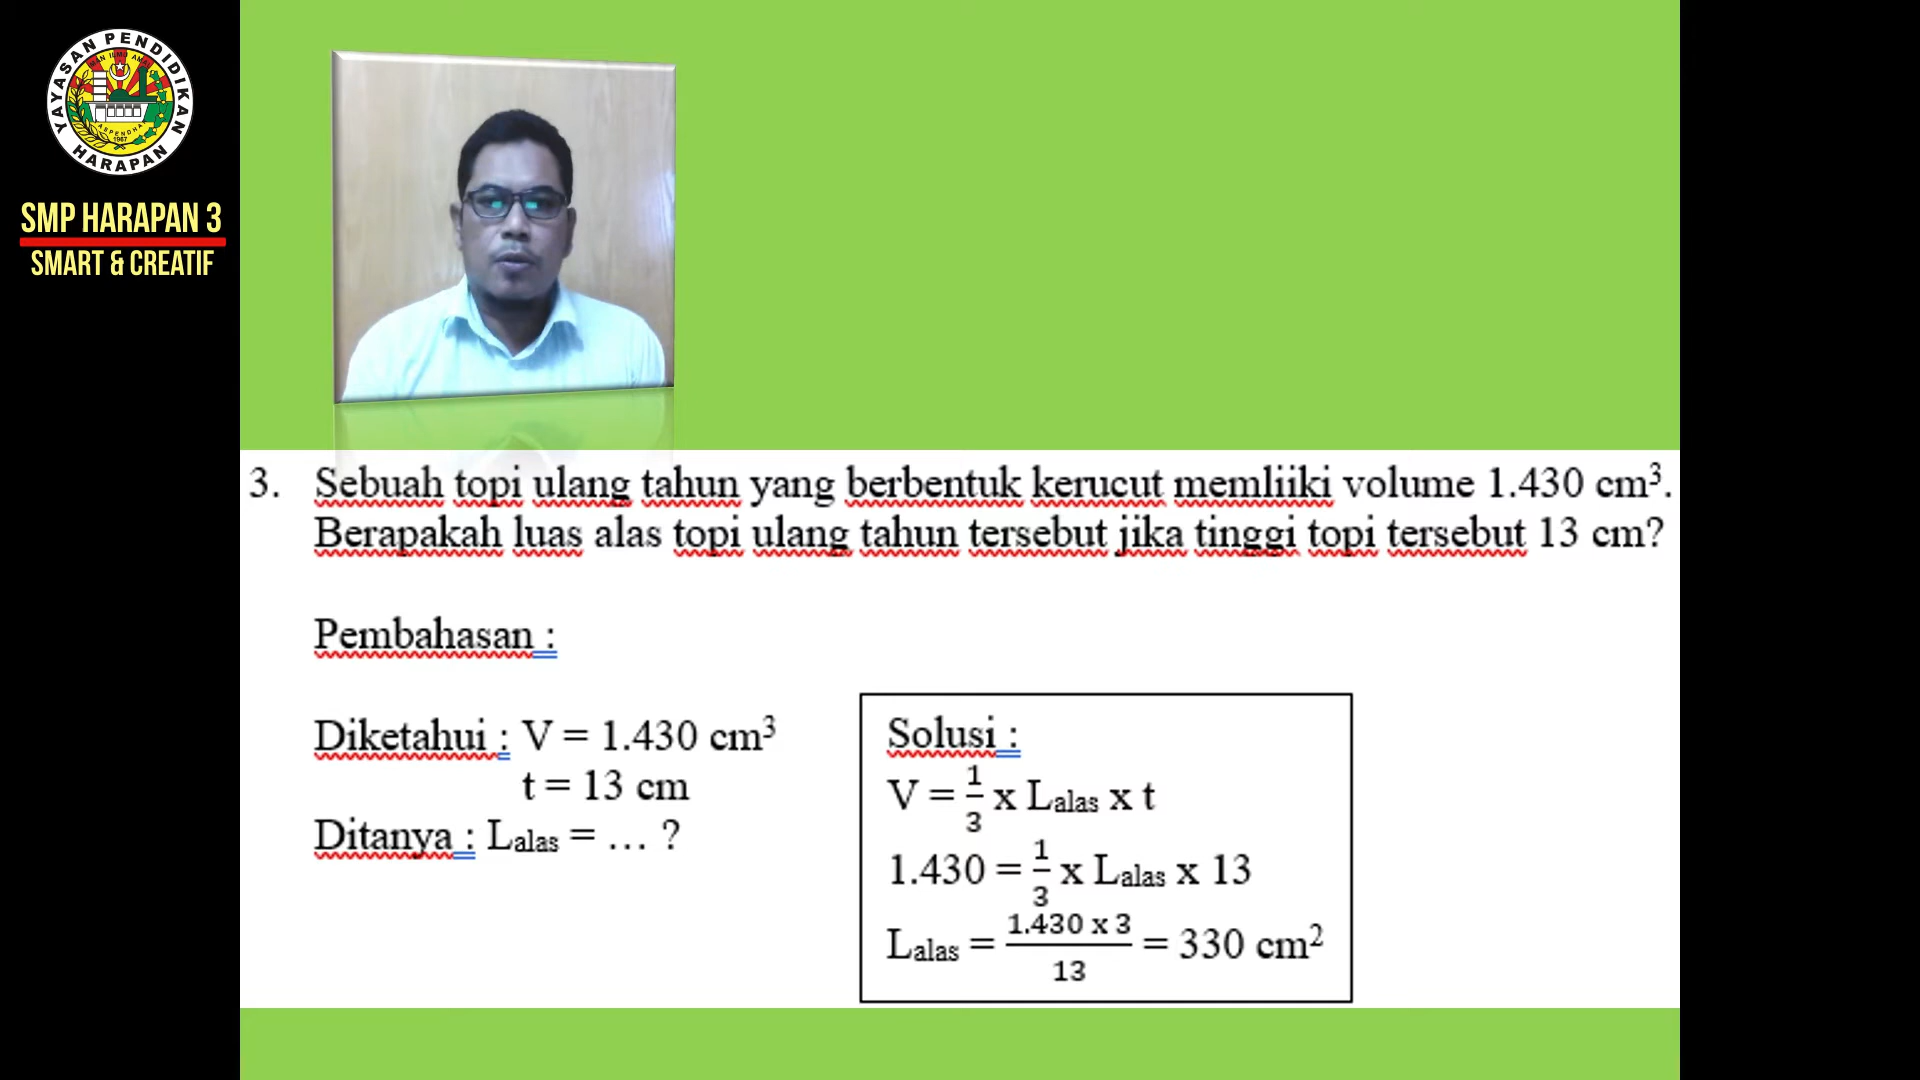 YAYASAN PENDIDIKAN
ASPENDHAR
1967
HARAPAN
SMP HARAPAN 3
SMART & CREATIF
3. Sebuah topi ulang tahun yang berbentuk kerucut memliiki volume 1.430 cm³.
Berapakah luas alas topi ulang tahun tersebut jika tinggi topi tersebut 13 cm?
Pembahasan :
Diketahui : V = 1.430 cm³
t = 13 cm
Ditanya : Lalas = ... ?
Solusi :
V = 1/3 x Lalas x t
1.430 = 1/3 x Lalas x 13
Lalas = 1.430 x 3 / 13 = 330 cm²